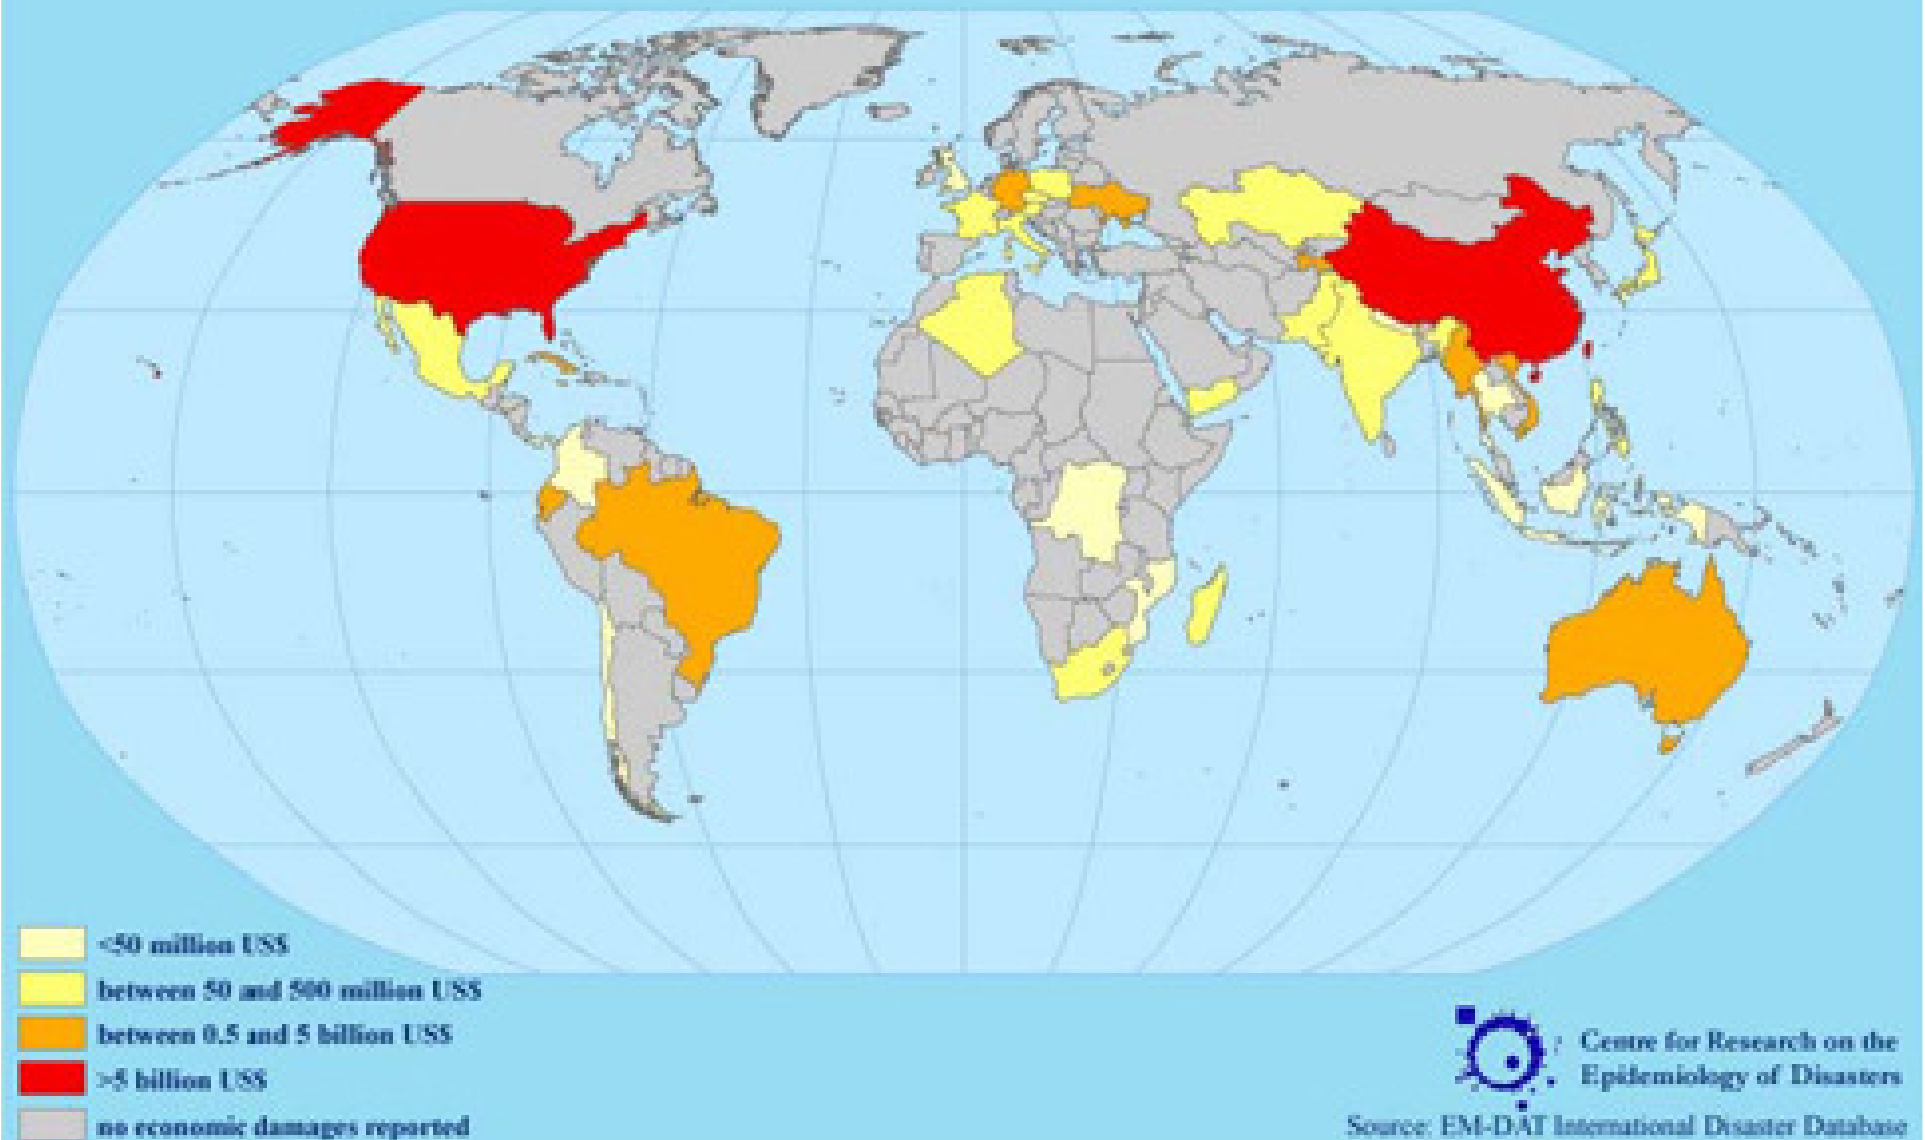 <50 million US$
between 50 and 500 million US$
between 0.5 and 5 billion US$
>5 billion US$
no economic damages reported
Centre for Research on the
Epidemiology of Disasters
Source: EM-DAT International Disaster Database